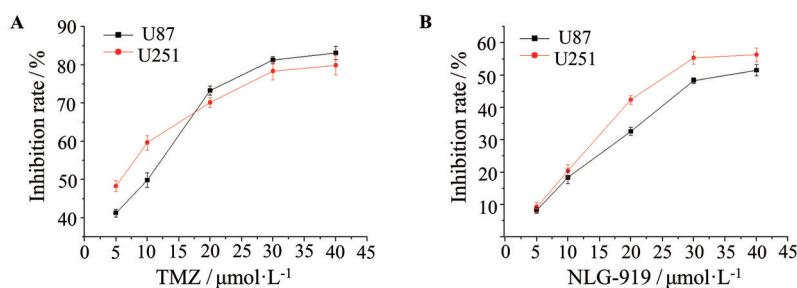 A
U87
U251
90
80
70
60
50
40
Inhibition rate / %
0 5 10 15 20 25 30 35 40 45
TMZ / μmol·L⁻¹
B
U87
U251
60
50
40
30
20
10
Inhibition rate / %
0 5 10 15 20 25 30 35 40 45
NLG-919 / μmol·L⁻¹